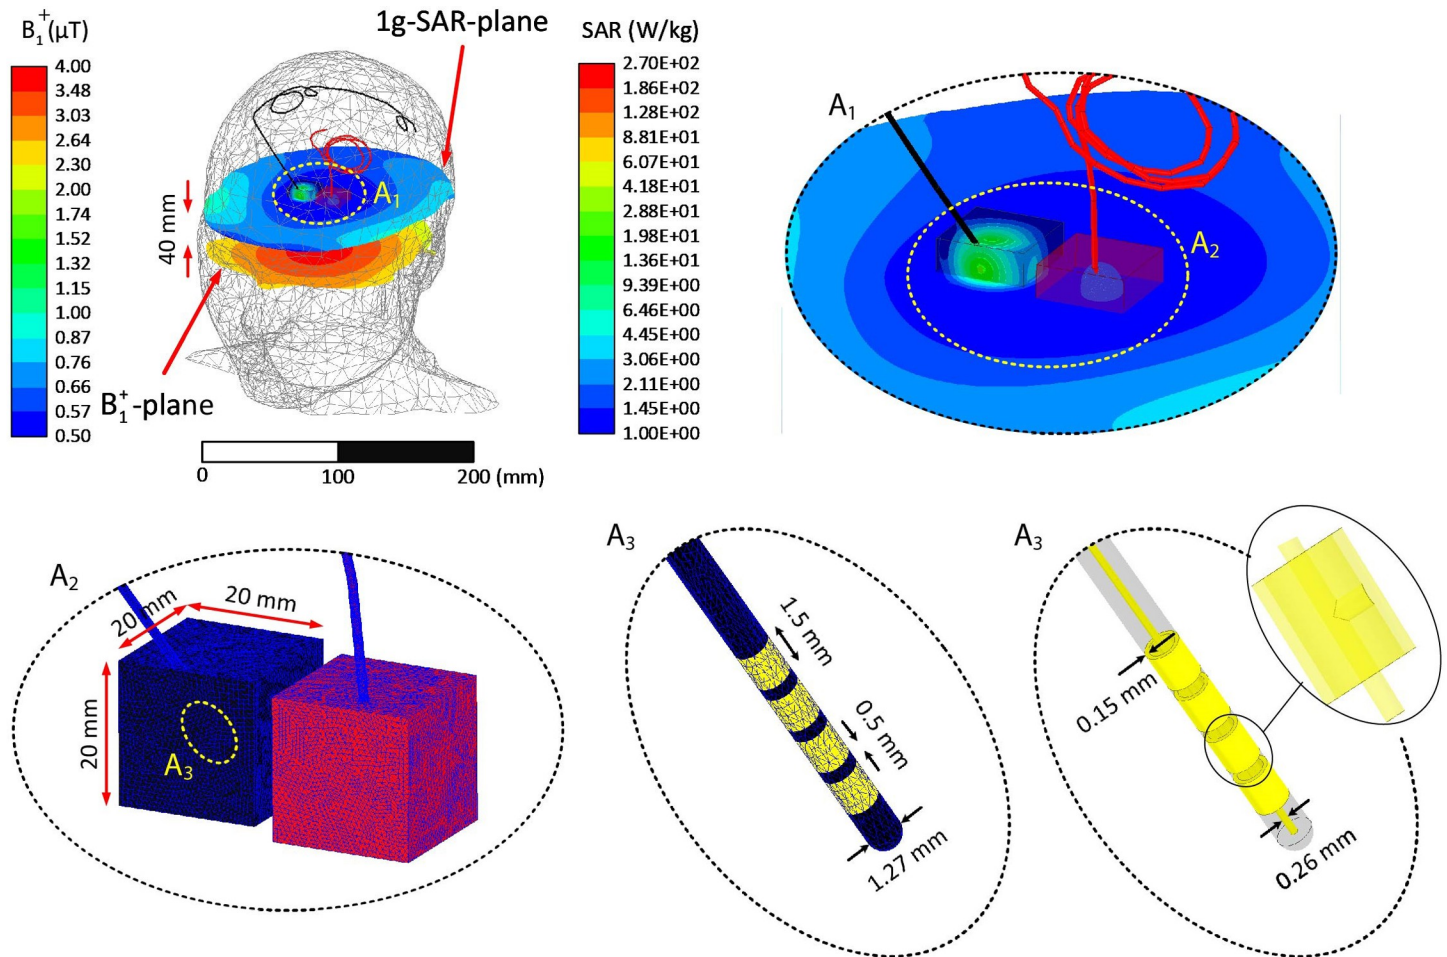 B₁⁺(μT)
4.00
3.48
3.03
2.64
2.30
2.00
1.74
1.52
1.32
1.15
1.00
0.87
0.76
0.66
0.57
0.50
1g-SAR-plane
40 mm
A₁
B₁⁺-plane
0 100 200 (mm)
SAR (W/kg)
2.70E+02
1.86E+02
1.28E+02
8.81E+01
6.07E+01
4.18E+01
2.88E+01
1.98E+01
1.36E+01
9.39E+00
6.46E+00
4.45E+00
3.06E+00
2.11E+00
1.45E+00
1.00E+00
A₁
A₂
A₂
20 mm
20 mm
20 mm
A₃
A₃
1.5 mm
0.5 mm
1.27 mm
A₃
0.15 mm
0.26 mm